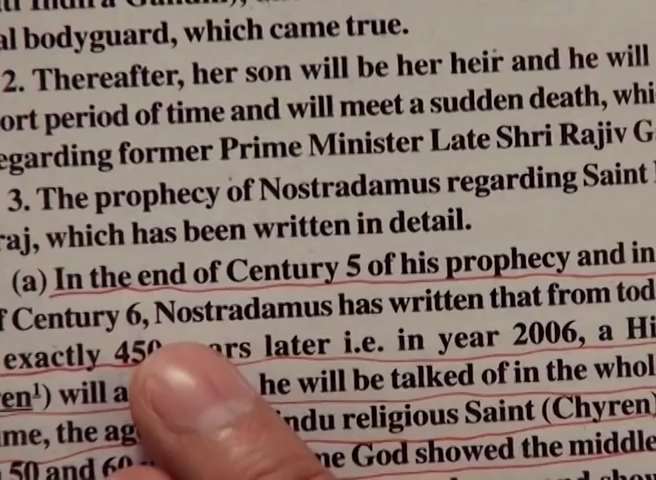 al bodyguard, which came true.
2. Thereafter, her son will be her heir and he will
ort period of time and will meet a sudden death, whi
egarding former Prime Minister Late Shri Rajiv G
3. The prophecy of Nostradamus regarding Saint
raj, which has been written in detail.
(a) In the end of Century 5 of his prophecy and in
f Century 6, Nostradamus has written that from tod
exactly 450 ars later i.e. in year 2006, a Hi
en¹) will a he will be talked of in the whol
me, the ag indu religious Saint (Chyren)
50 and 60 me God showed the middle